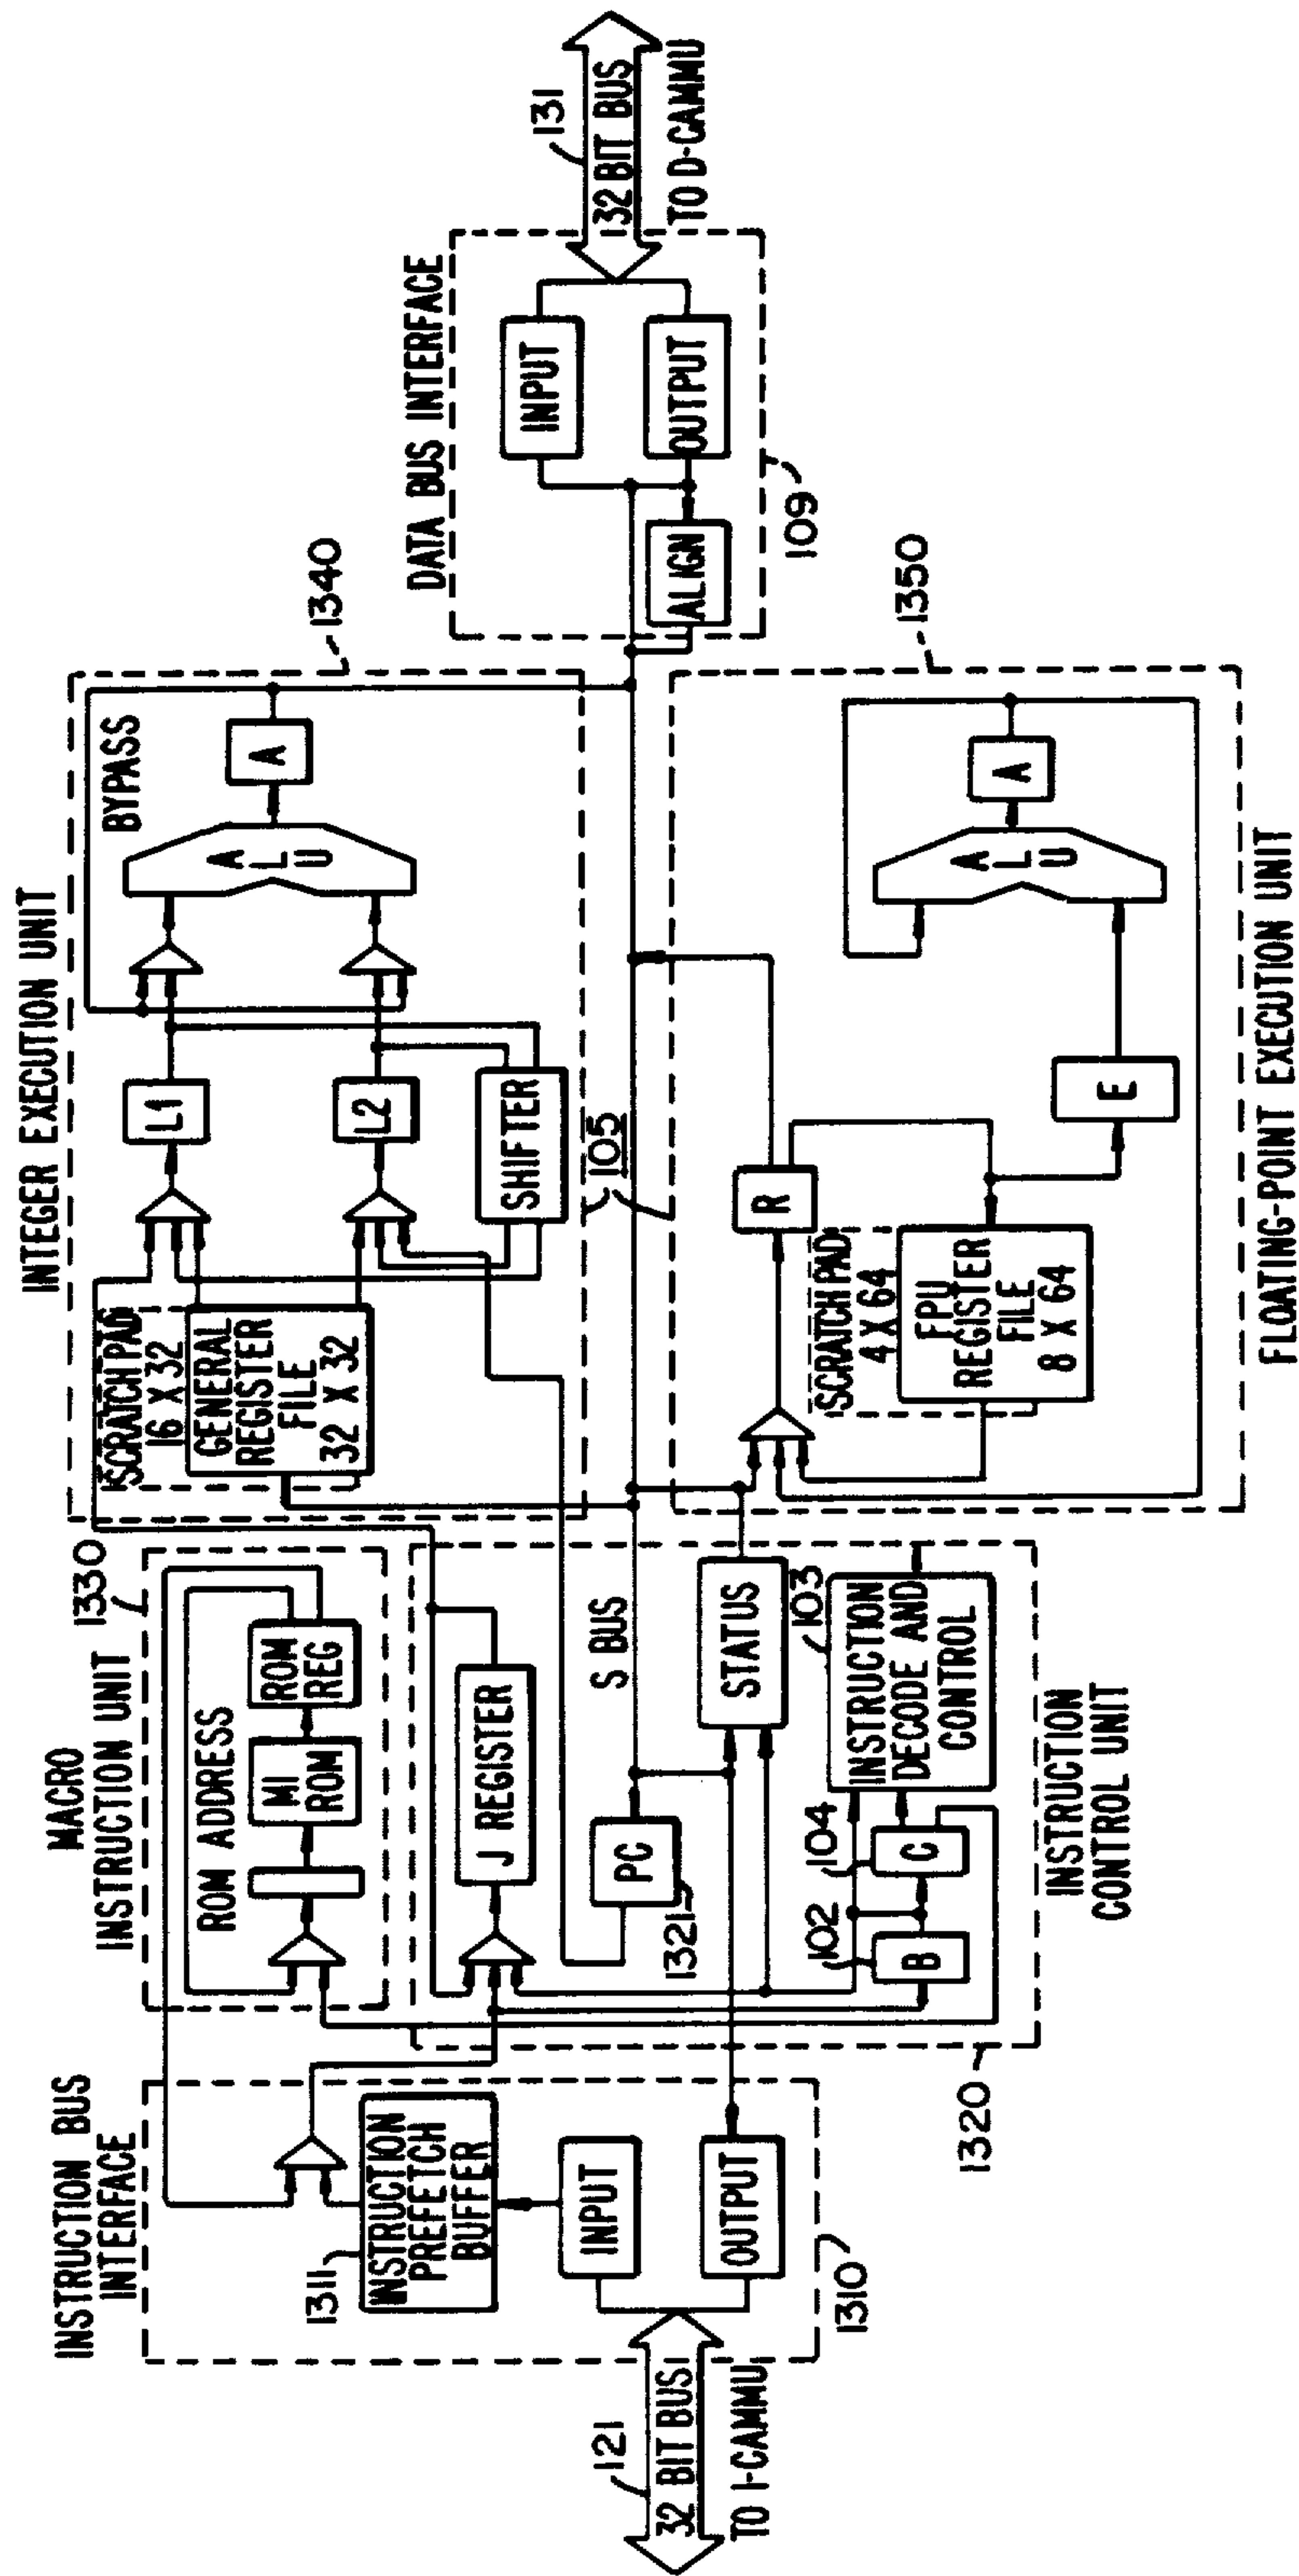 INSTRUCTION BUS
INTERFACE
1311
INSTRUCTION
PREFETCH
BUFFER
INPUT
OUTPUT
1310
121
32 BIT BUS
TO I-CAMMU
MACRO
INSTRUCTION UNIT
1330
ROM ADDRESS
MI
ROM
ROM
REG
J REGISTER
S BUS
PC
1321
STATUS
102
B
104
C
103
INSTRUCTION
DECODE AND
CONTROL
1320
INSTRUCTION
CONTROL UNIT
INTEGER EXECUTION UNIT
1340
SCRATCH PAD
16 X 32
GENERAL
REGISTER
FILE
32 X 32
L1
L2
SHIFTER
BYPASS
ALU
A
105
SCRATCH PAD
4 X 64
FPU
REGISTER
FILE
8 X 64
R
E
ALU
A
1350
FLOATING-POINT EXECUTION UNIT
DATA BUS INTERFACE
INPUT
OUTPUT
ALIGN
109
131
32 BIT BUS
TO D-CAMMU